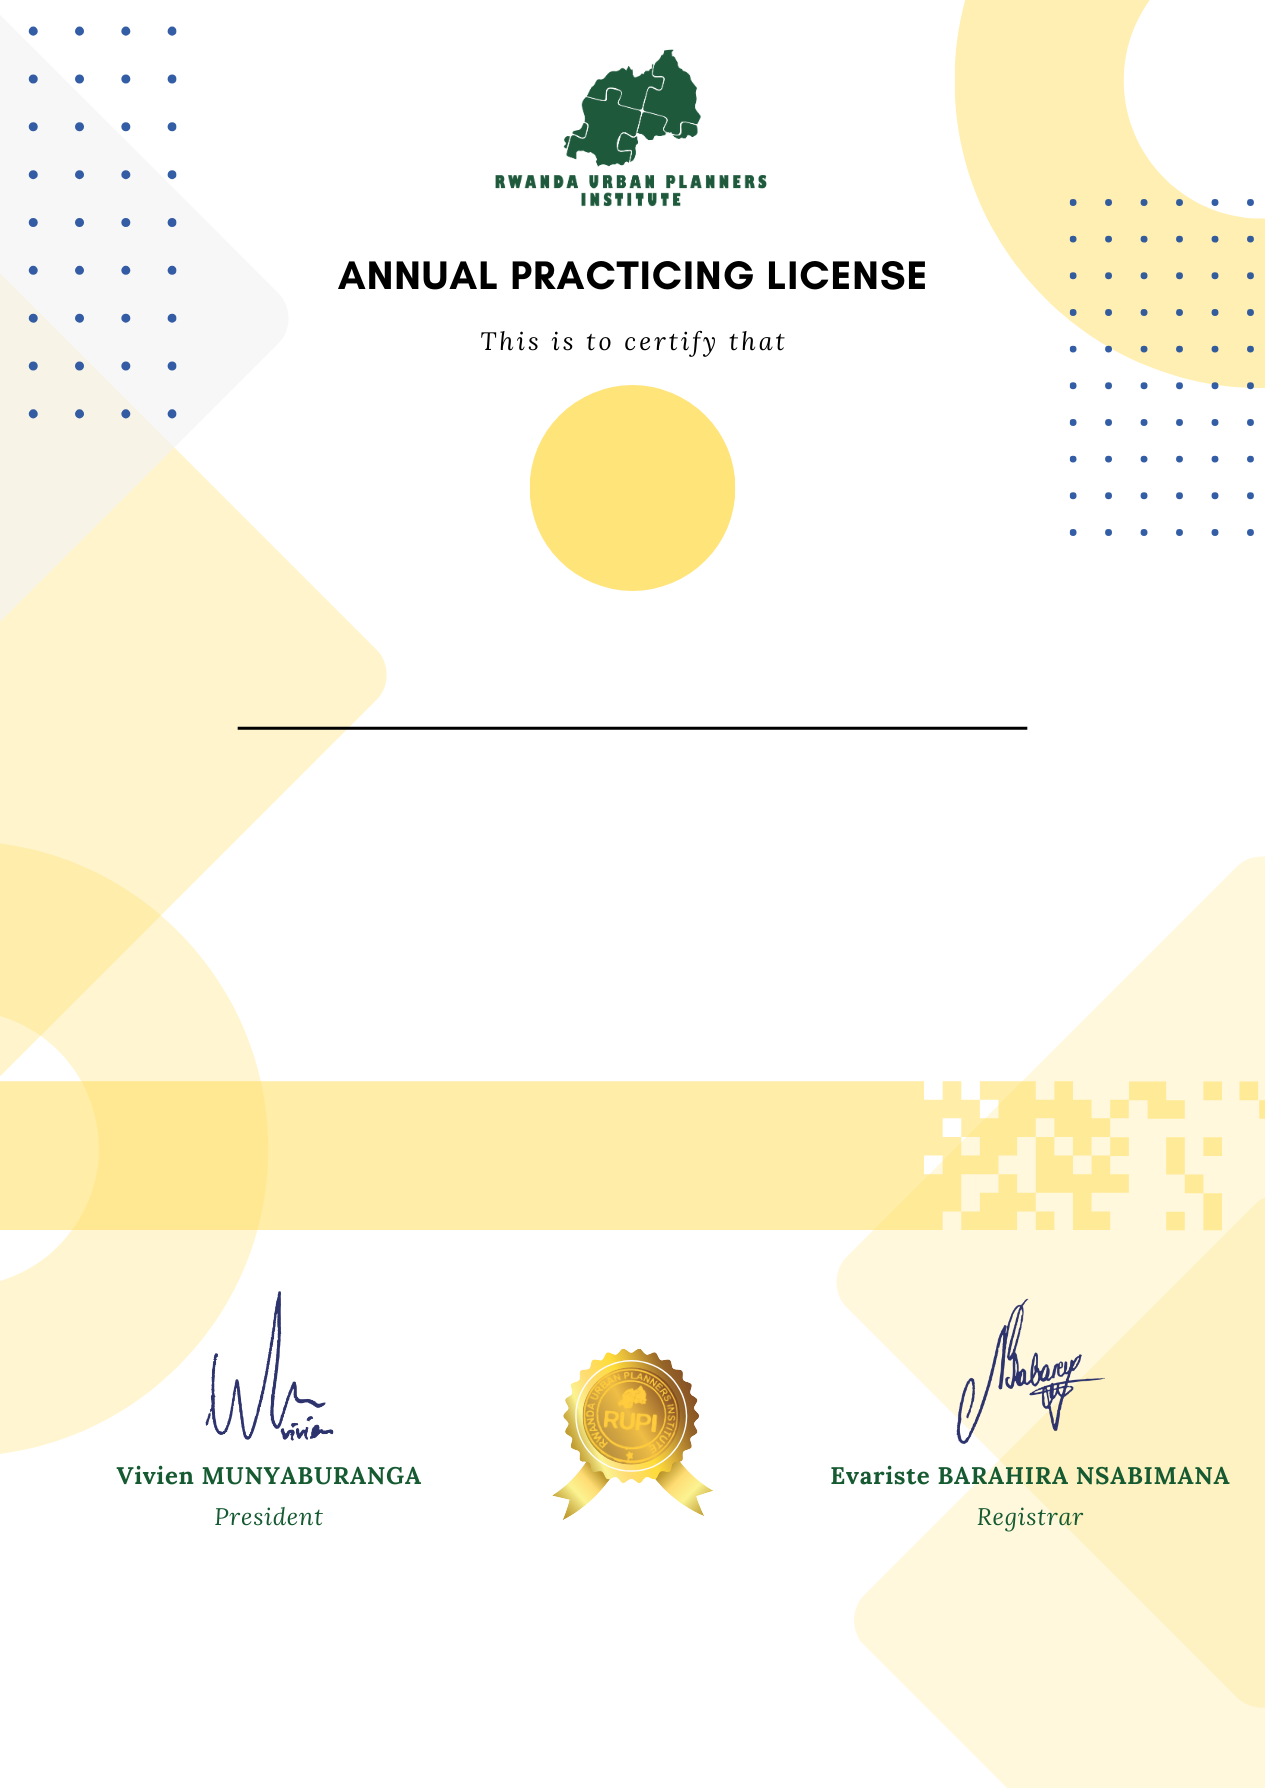 RWANDA URBAN PLANNERS
INSTITUTE
ANNUAL PRACTICING LICENSE
This is to certify that
vivien
RWANDA URBAN PLANNERS INSTITUTE
RUPI
Vivien MUNYABURANGA
Evariste BARAHIRA NSABIMANA
President
Registrar